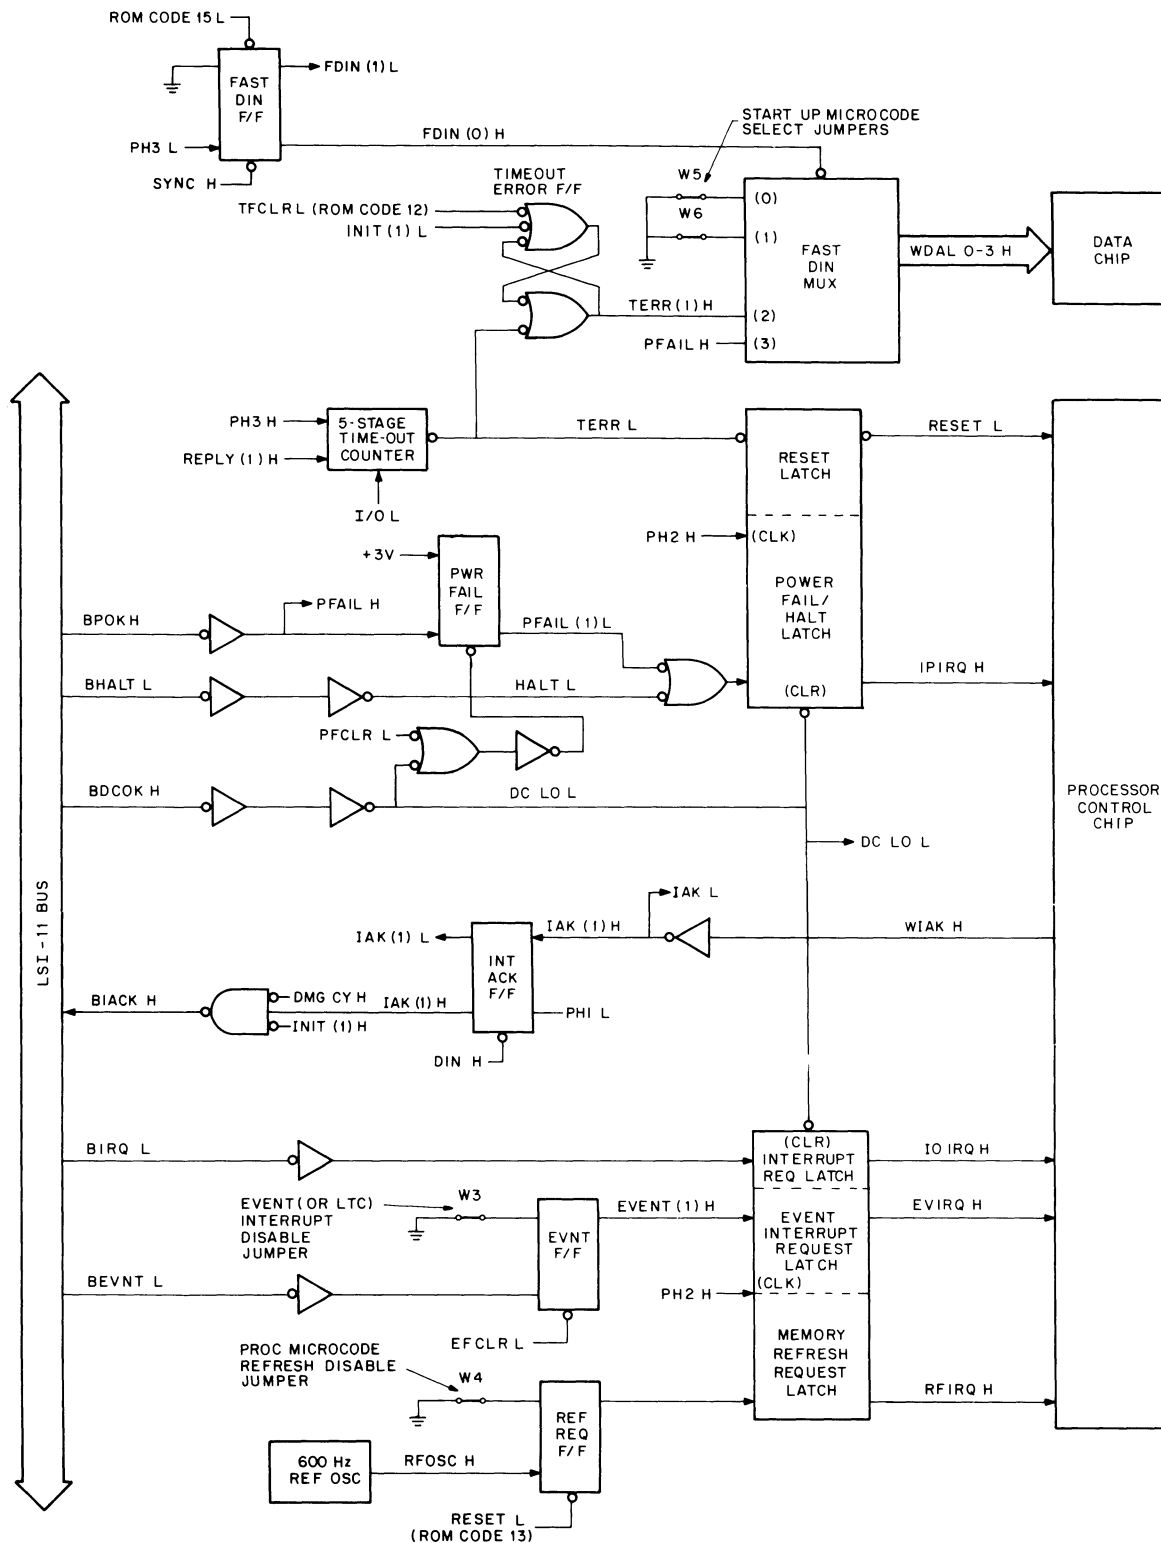 ROM CODE 15 L
FAST
DIN
F/F
FDIN (1) L
PH3 L
SYNC H
FDIN (0) H
START UP MICROCODE
SELECT JUMPERS
TIMEOUT
ERROR F/F
TFCLR L (ROM CODE 12)
INIT (1) L
W5
W6
(0)
(1)
(2)
(3)
FAST
DIN
MUX
WDAL 0-3 H
DATA
CHIP
TERR (1) H
PFAIL H
PH3 H
REPLY (1) H
5-STAGE
TIME-OUT
COUNTER
I/O L
TERR L
RESET
LATCH
RESET L
PH2 H
(CLK)
POWER
FAIL/
HALT
LATCH
(CLR)
+3V
PWR
FAIL
F/F
PFAIL H
BPOK H
PFAIL (1) L
BHALT L
HALT L
IPIRQ H
PFCLR L
BDCOK H
DC LO L
DC LO L
PROCESSOR
CONTROL
CHIP
LSI-11 BUS
IAK L
IAK (1) L
INT
ACK
F/F
IAK (1) H
WIAK H
BIACK H
DMG CY H
IAK (1) H
INIT (1) H
PH1 L
DIN H
BIRQ L
(CLR)
INTERRUPT
REQ LATCH
IO IRQ H
EVENT (OR LTC)
INTERRUPT
DISABLE
JUMPER
W3
EVNT
F/F
EVENT (1) H
EVENT
INTERRUPT
REQUEST
LATCH
EVIRQ H
BEVNT L
PH2 H
(CLK)
EFCLR L
PROC MICROCODE
REFRESH DISABLE
JUMPER
W4
REF
REQ
F/F
MEMORY
REFRESH
REQUEST
LATCH
RFIRQ H
600 Hz
REF OSC
RFOSC H
RESET L
(ROM CODE 13)